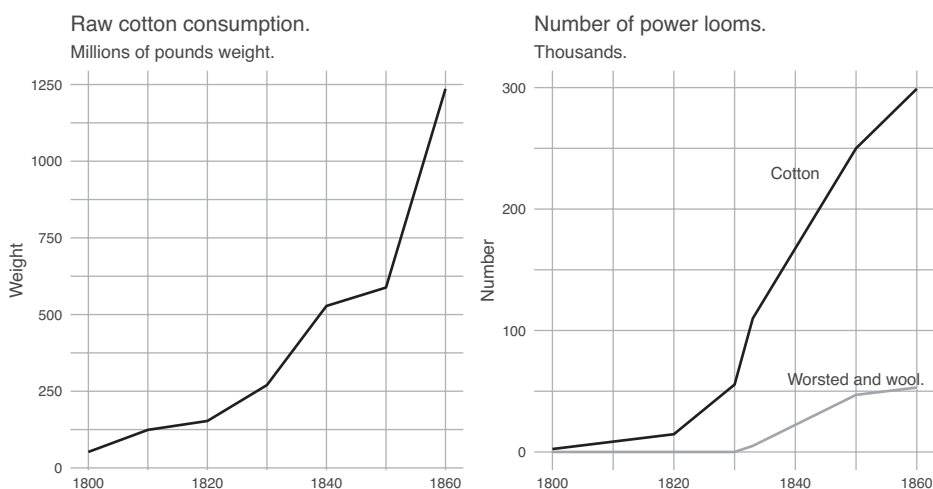 Raw cotton consumption.
Millions of pounds weight.
1250
1000
750
500
250
0
Weight
1800 1820 1840 1860
Number of power looms.
Thousands.
300
200
100
0
Number
Cotton
Worsted and wool.
1800 1820 1840 1860